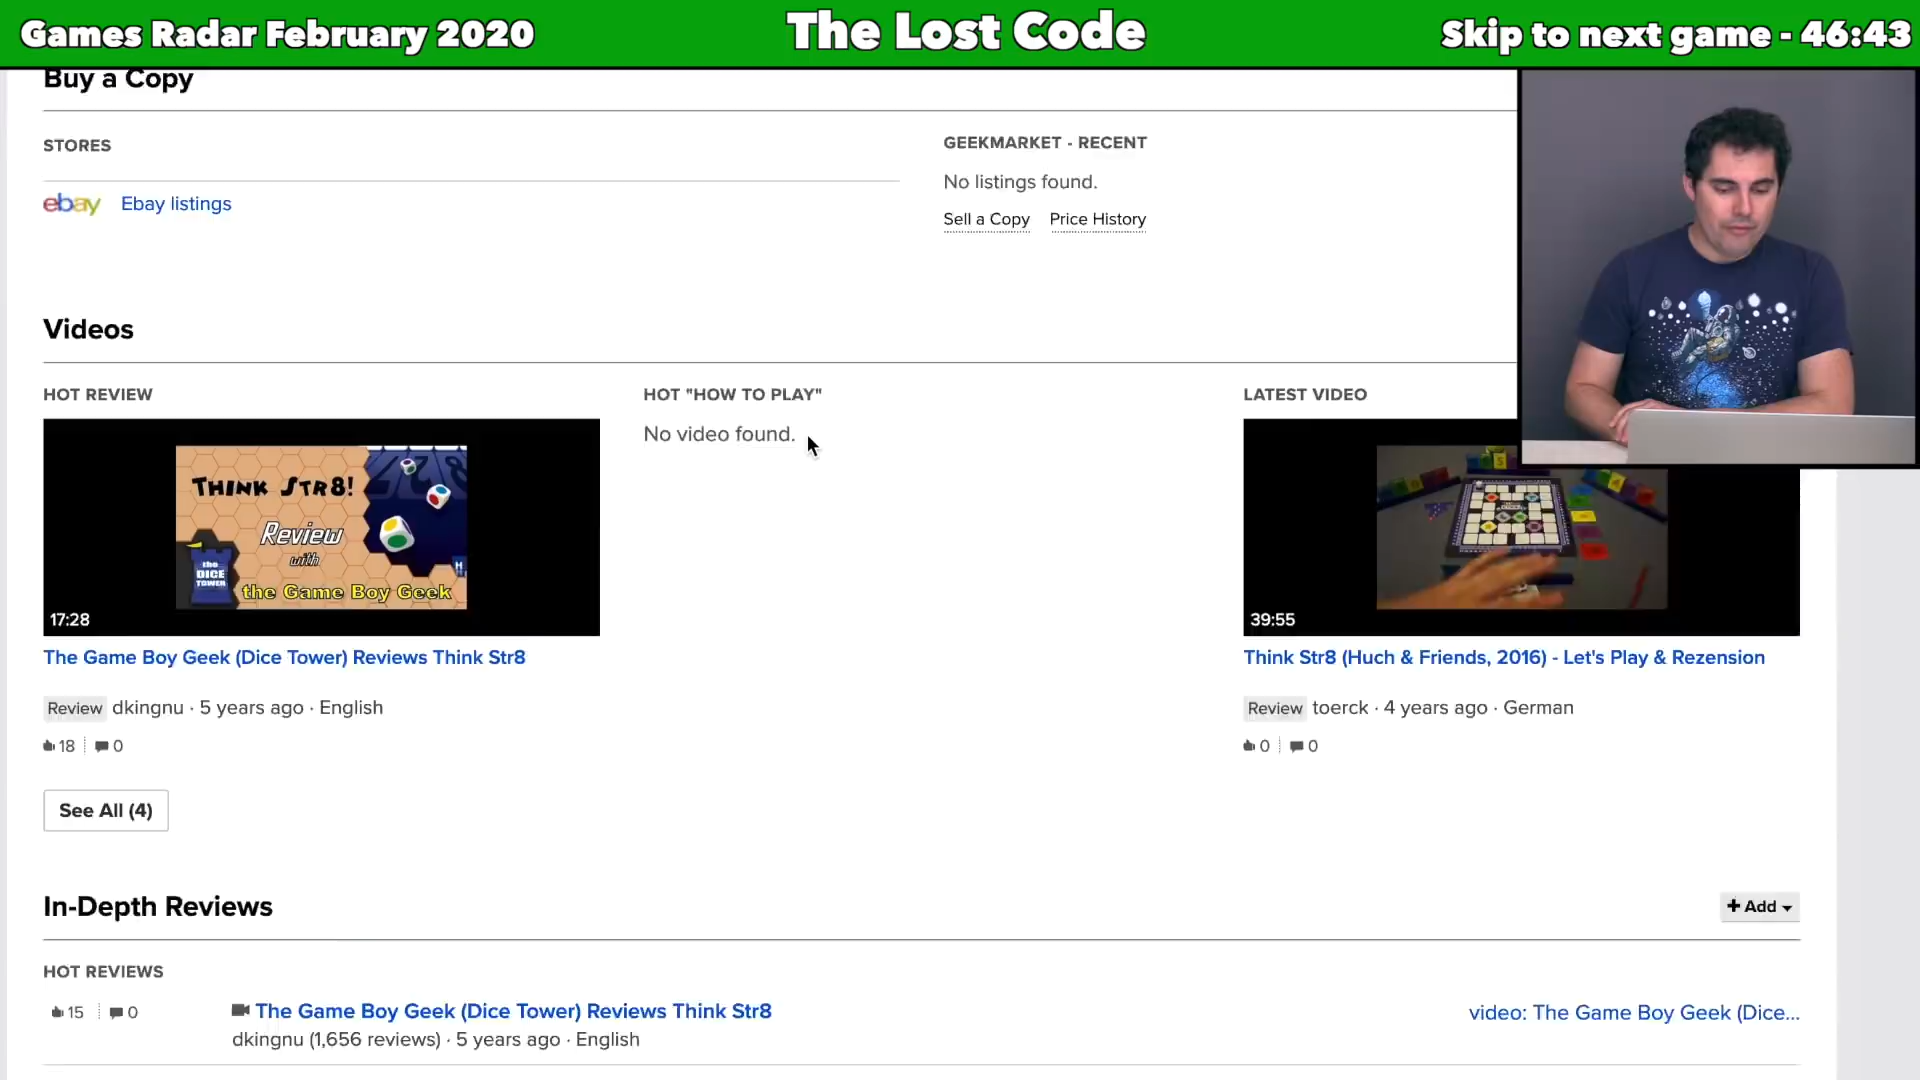 Games Radar February 2020
The Lost Code
Skip to next game - 46:43
Buy a Copy
STORES
ebay Ebay listings
GEEKMARKET - RECENT
No listings found.
Sell a Copy Price History
Videos
HOT REVIEW
THINK STR8!
Review
with
the
DICE
TOWER
the Game Boy Geek
17:28
The Game Boy Geek (Dice Tower) Reviews Think Str8
Review dkingnu · 5 years ago · English
18 0
HOT "HOW TO PLAY"
No video found.
LATEST VIDEO
39:55
Think Str8 (Huch & Friends, 2016) - Let's Play & Rezension
Review toerck · 4 years ago · German
0 0
See All (4)
In-Depth Reviews
+ Add
HOT REVIEWS
15 0
The Game Boy Geek (Dice Tower) Reviews Think Str8
video: The Game Boy Geek (Dice...
dkingnu (1,656 reviews) · 5 years ago · English